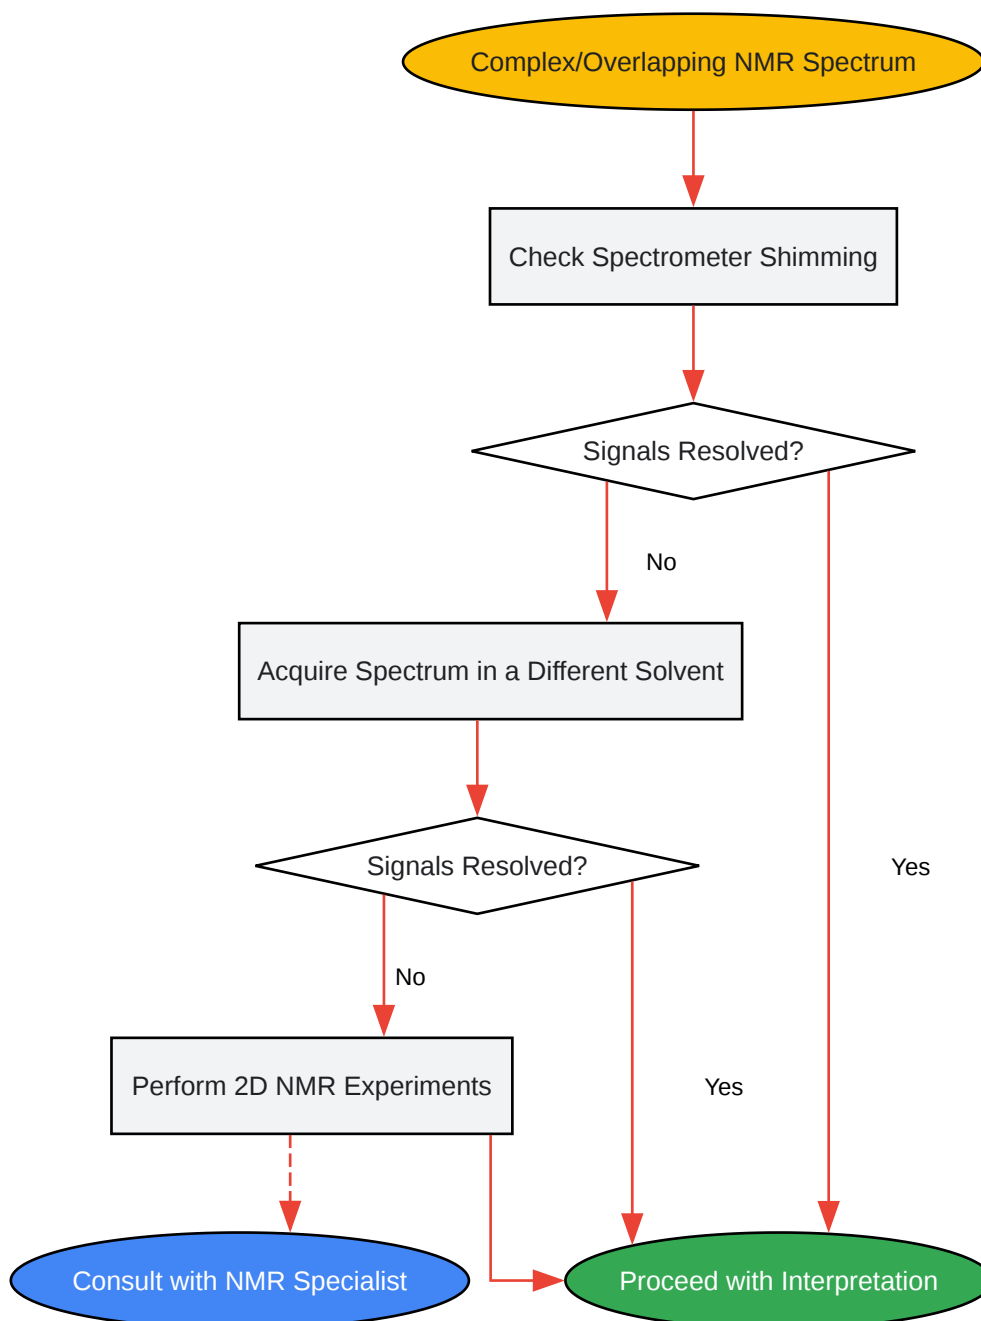 Complex/Overlapping NMR Spectrum
Check Spectrometer Shimming
Signals Resolved?
No
Acquire Spectrum in a Different Solvent
Signals Resolved?
Yes
No
Perform 2D NMR Experiments
Yes
Consult with NMR Specialist
Proceed with Interpretation